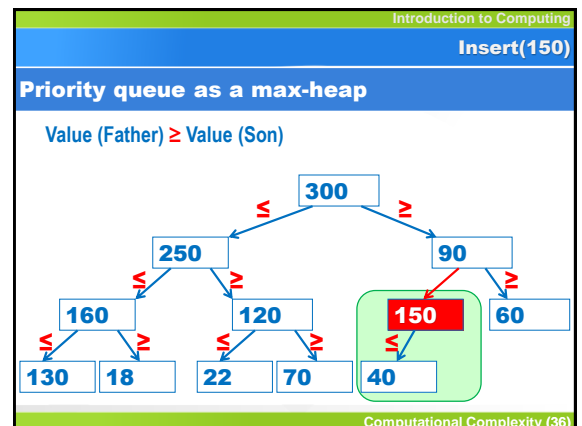 Introduction to Computing
Insert(150)
Priority queue as a max-heap
Value (Father) ≥ Value (Son)
300
≤ ≥
250 90
≤ ≥ ≥
160 120 150 60
≤ ≥ ≤ ≥ ≤
130 18 22 70 40
Computational Complexity (36)